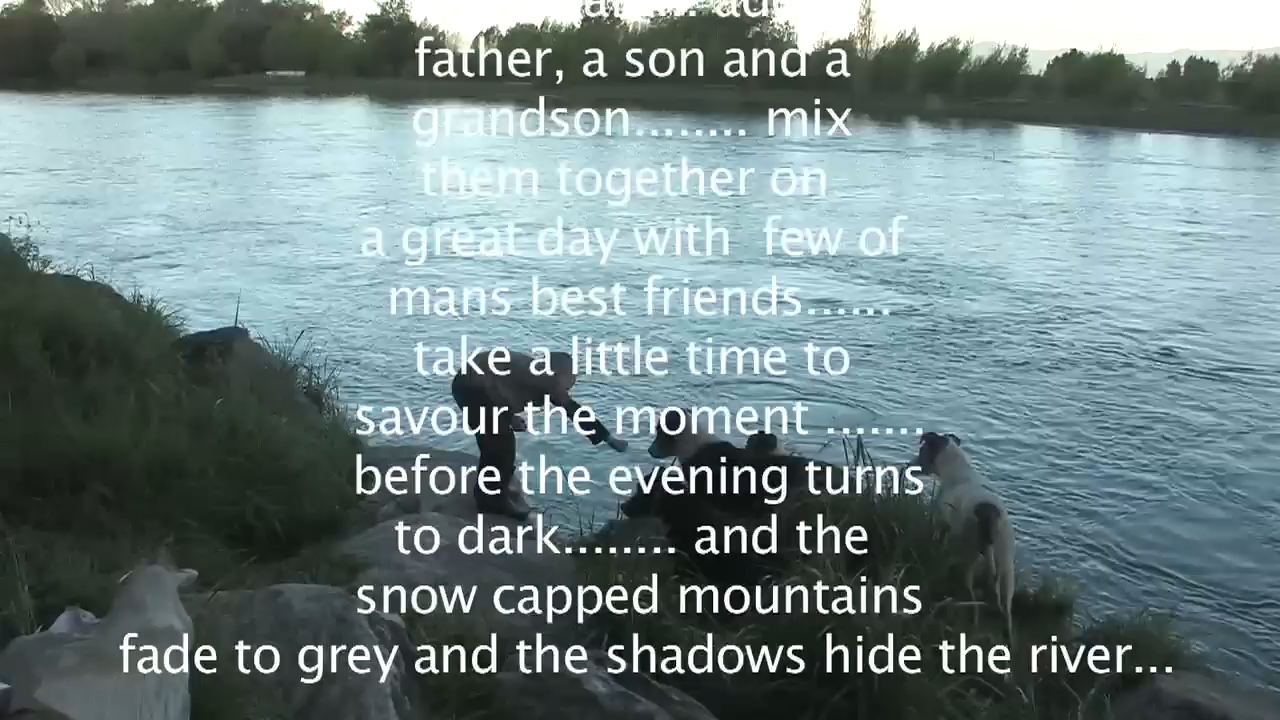 father, a son and a
grandson........ mix
them together on
a great day with  few of
mans best friends......
take a little time to
savour the moment .......
before the evening turns
to dark........ and the
snow capped mountains
fade to grey and the shadows hide the river...